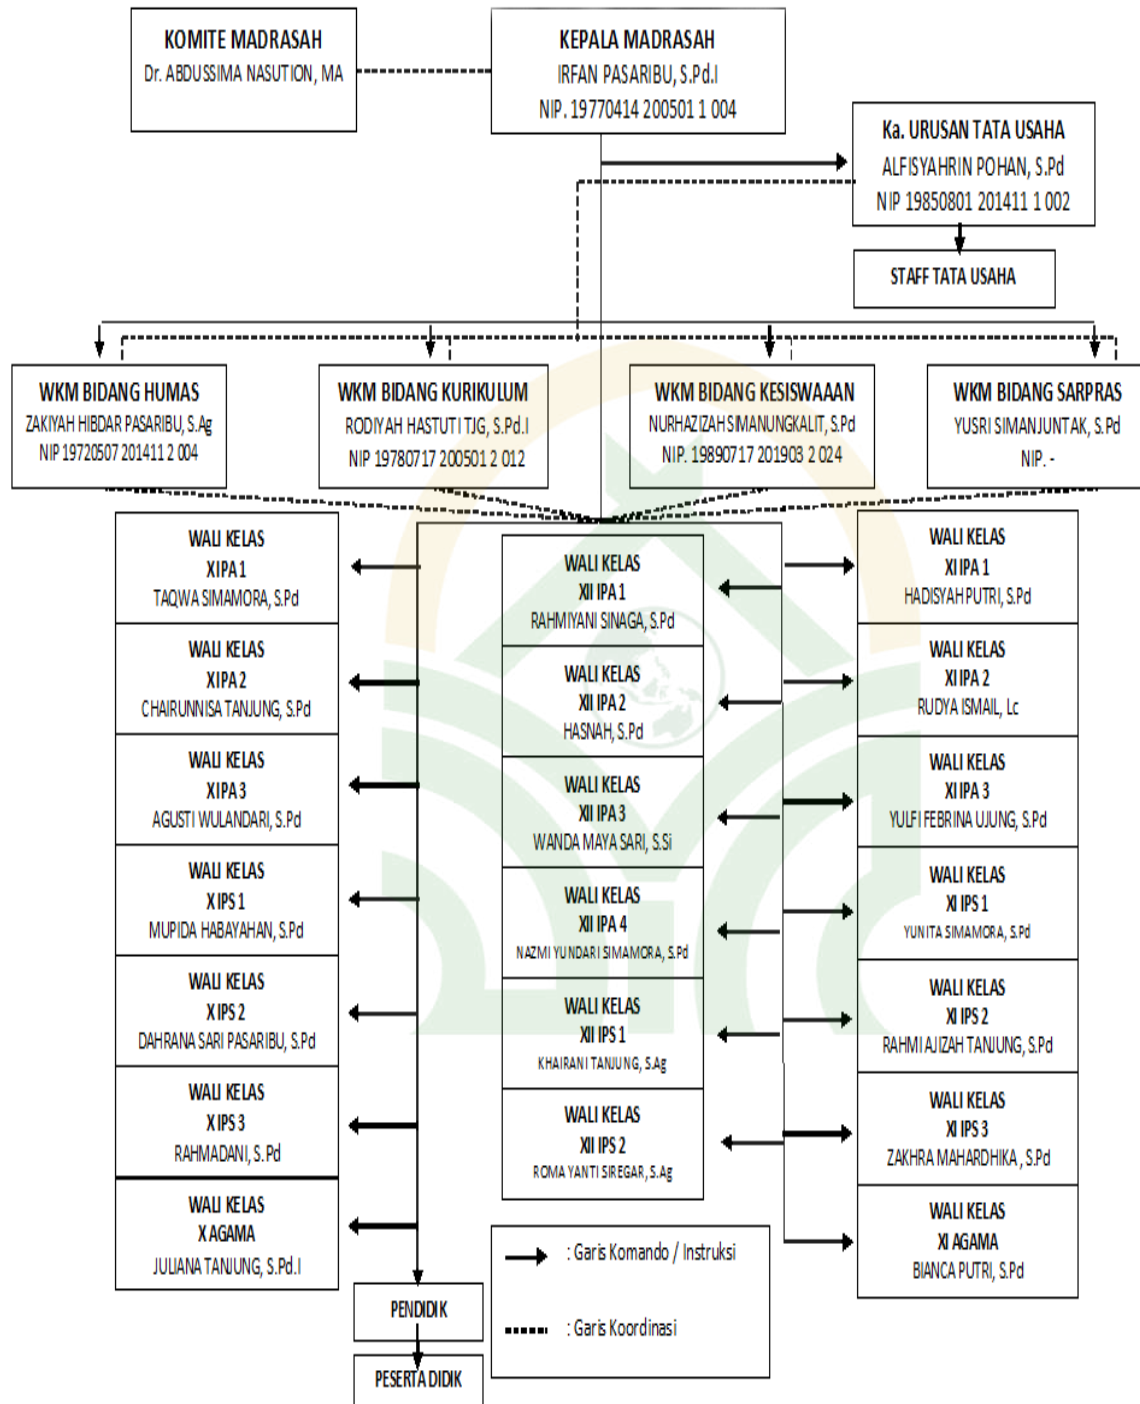 KOMITE MADRASAH
Dr. ABDUSSIMA NASUTION, MA
KEPALA MADRASAH
IRFAN PASARIBU, S.Pd.I
NIP. 19770414 200501 1 004
Ka. URUSAN TATA USAHA
ALFISYAHRIN POHAN, S.Pd
NIP 19850801 201411 1 002
STAFF TATA USAHA
WKM BIDANG HUMAS
ZAKIYAH HIBDAR PASARIBU, S.Ag
NIP 19720507 201411 2 004
WKM BIDANG KURIKULUM
RODIYAH HASTUTI TJG, S.Pd.I
NIP 19780717 200501 2 012
WKM BIDANG KESISWAAAN
NURHAZIZAH SIMANUNGKALIT, S.Pd
NIP. 19890717 201903 2 024
WKM BIDANG SARPRAS
YUSRI SIMANJUNTAK, S.Pd
NIP. -
WALI KELAS
X IPA 1
TAQWA SIMAMORA, S.Pd
WALI KELAS
X IPA 2
CHAIRUNNISA TANJUNG, S.Pd
WALI KELAS
X IPA 3
AGUSTI WULANDARI, S.Pd
WALI KELAS
X IPS 1
MUPIDA HABAYAHAN, S.Pd
WALI KELAS
X IPS 2
DAHRANA SARI PASARIBU, S.Pd
WALI KELAS
X IPS 3
RAHMADANI, S.Pd
WALI KELAS
X AGAMA
JULIANA TANJUNG, S.Pd.I
WALI KELAS
XII IPA 1
RAHMIYANI SINAGA, S.Pd
WALI KELAS
XII IPA 2
HASNAH, S.Pd
WALI KELAS
XII IPA 3
WANDA MAYA SARI, S.Si
WALI KELAS
XII IPA 4
NAZMI YUNDARI SIMAMORA, S.Pd
WALI KELAS
XII IPS 1
KHAIRANI TANJUNG, S.Ag
WALI KELAS
XII IPS 2
ROMA YANTI SIREGAR, S.Ag
WALI KELAS
XI IPA 1
HADISYAH PUTRI, S.Pd
WALI KELAS
XI IPA 2
RUDYA ISMAIL, Lc
WALI KELAS
XI IPA 3
YULFI FEBRINA UJUNG, S.Pd
WALI KELAS
XI IPS 1
YUNITA SIMAMORA, S.Pd
WALI KELAS
XI IPS 2
RAHMI AJIZAH TANJUNG, S.Pd
WALI KELAS
XI IPS 3
ZAKHRA MAHARDHIKA , S.Pd
WALI KELAS
XI AGAMA
BIANCA PUTRI, S.Pd
: Garis Komando / Instruksi
: Garis Koordinasi
PENDIDIK
PESERTA DIDIK